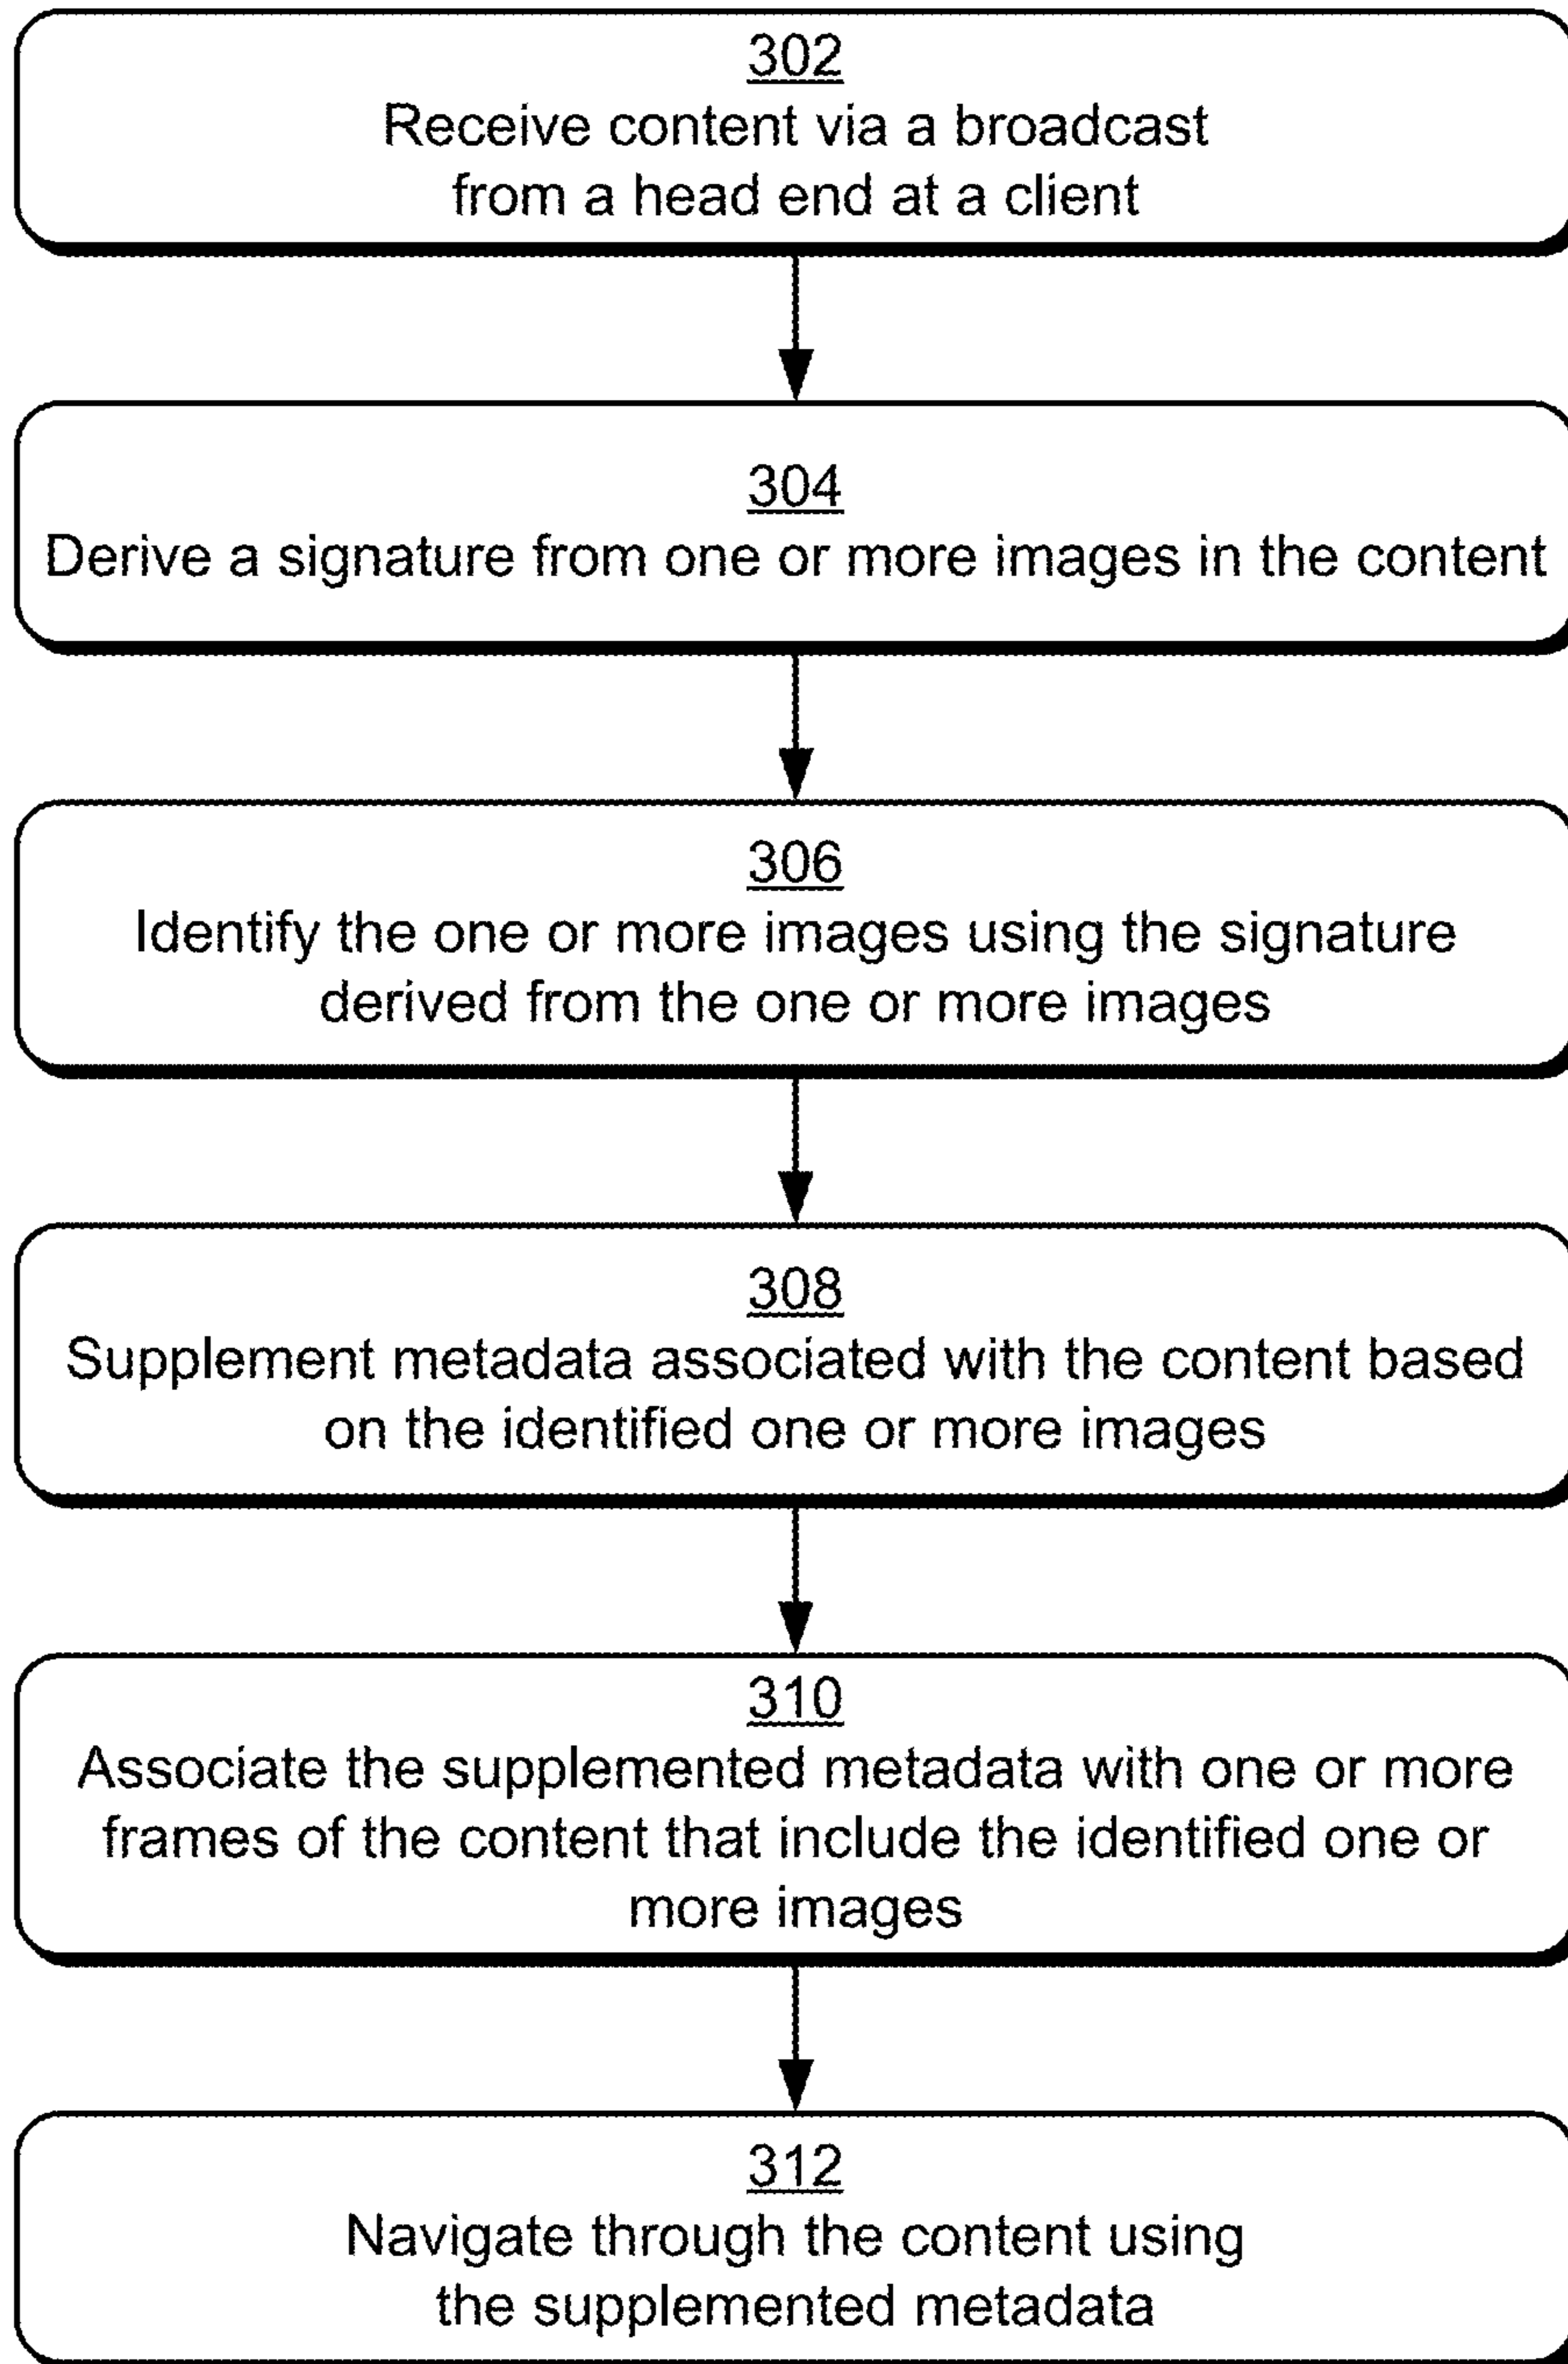 302
Receive content via a broadcast
from a head end at a client
304
Derive a signature from one or more images in the content
306
Identify the one or more images using the signature
derived from the one or more images
308
Supplement metadata associated with the content based
on the identified one or more images
310
Associate the supplemented metadata with one or more
frames of the content that include the identified one or
more images
312
Navigate through the content using
the supplemented metadata